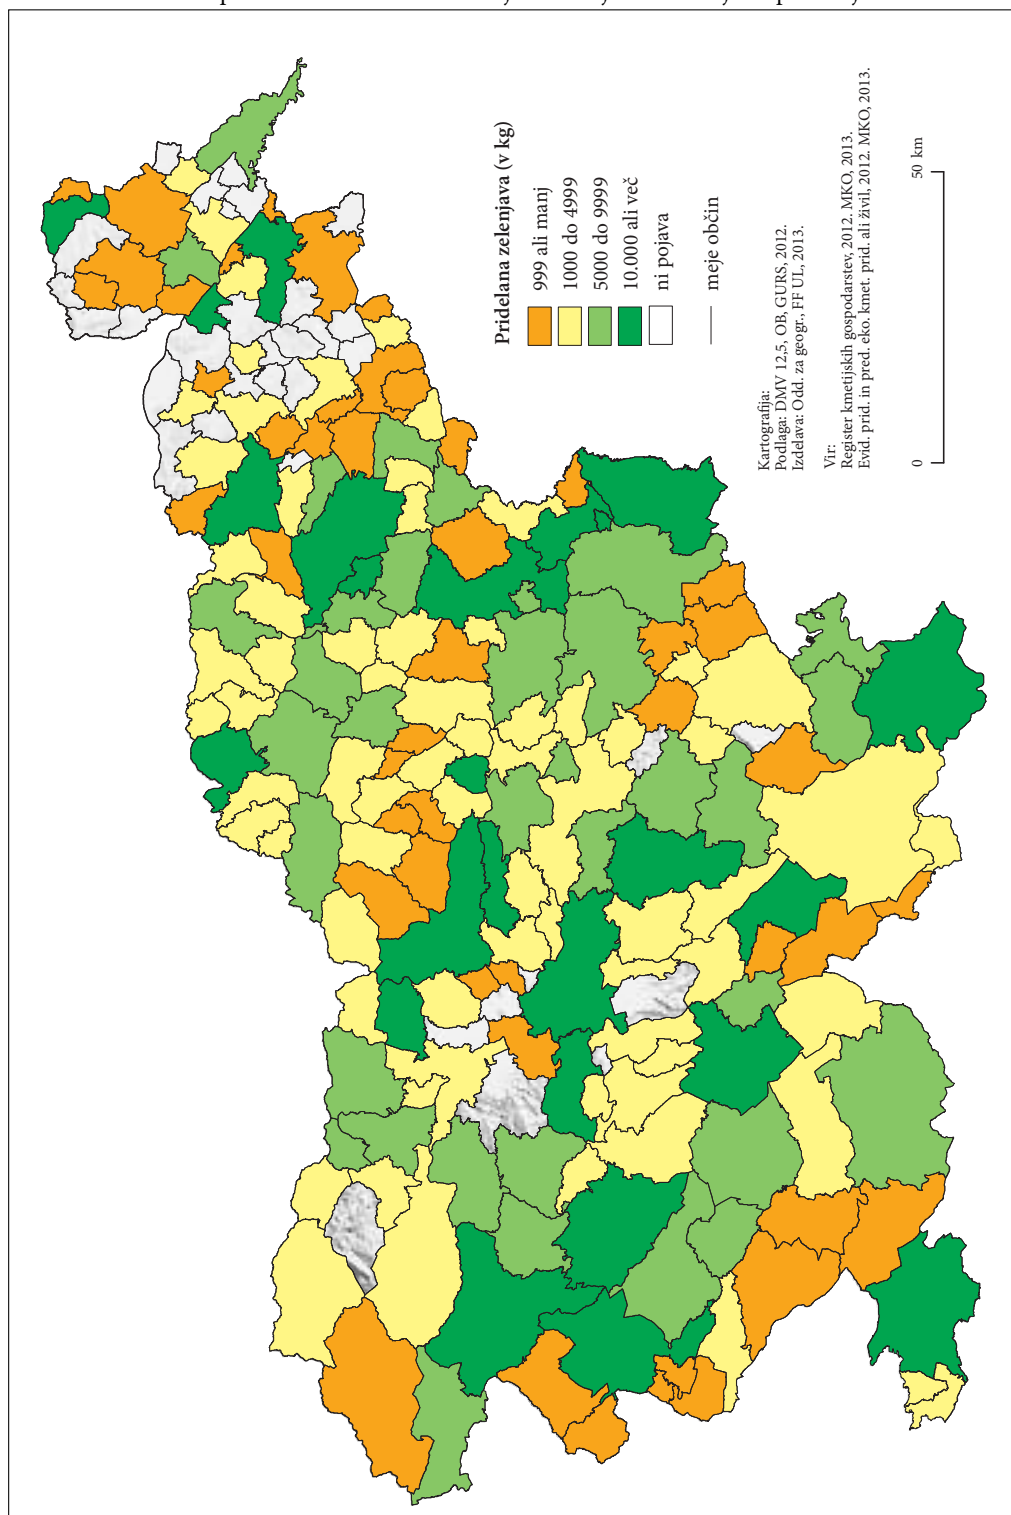 Pridelana zelenjava (v kg)
999 ali manj
1000 do 4999
5000 do 9999
10.000 ali več
ni pojava
meje občin
Kartografija:
Podlaga: DMV 12,5, OB, GURS, 2012.
Izdelava: Odd. za geogr., FF UL, 2013.
Vir:
Register kmetijskih gospodarstev, 2012. MKO, 2013.
Evid. prid. in pred. eko. kmet. prid. ali živil, 2012. MKO, 2013.
0 50 km